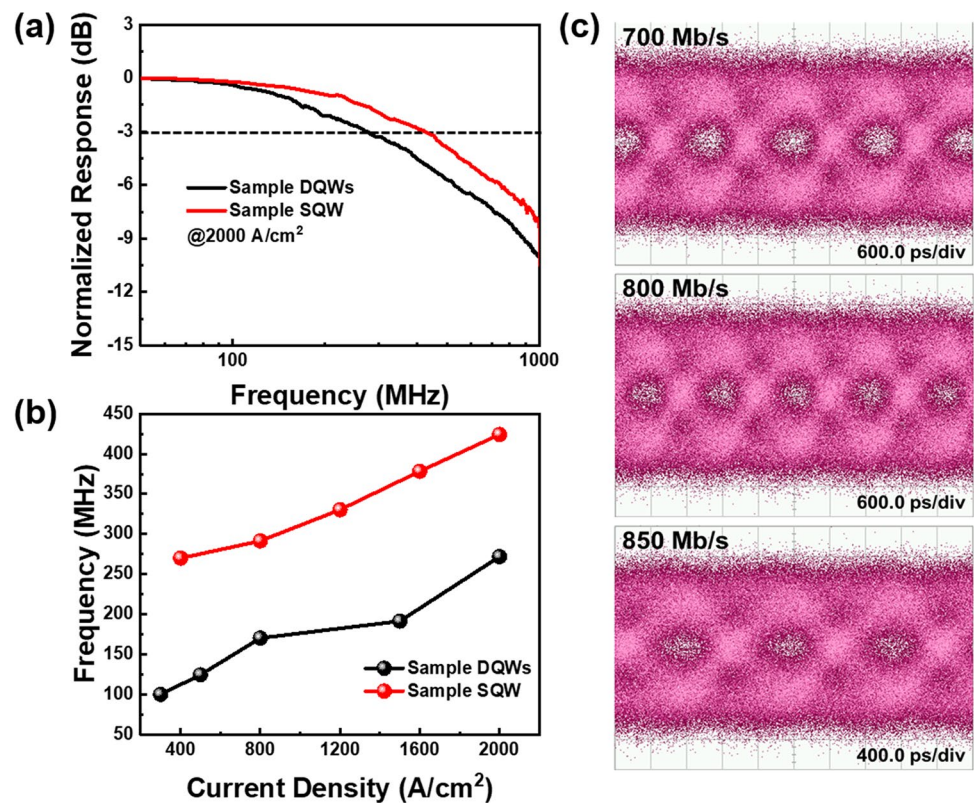 (a)
Normalized Response (dB)
0
-3
-6
-9
-12
-15
Sample DQWs
Sample SQW
@2000 A/cm²
100
1000
Frequency (MHz)
(b)
Frequency (MHz)
450
400
350
300
250
200
150
100
50
Sample DQWs
Sample SQW
400
800
1200
1600
2000
Current Density (A/cm²)
(c)
700 Mb/s
600.0 ps/div
800 Mb/s
600.0 ps/div
850 Mb/s
400.0 ps/div